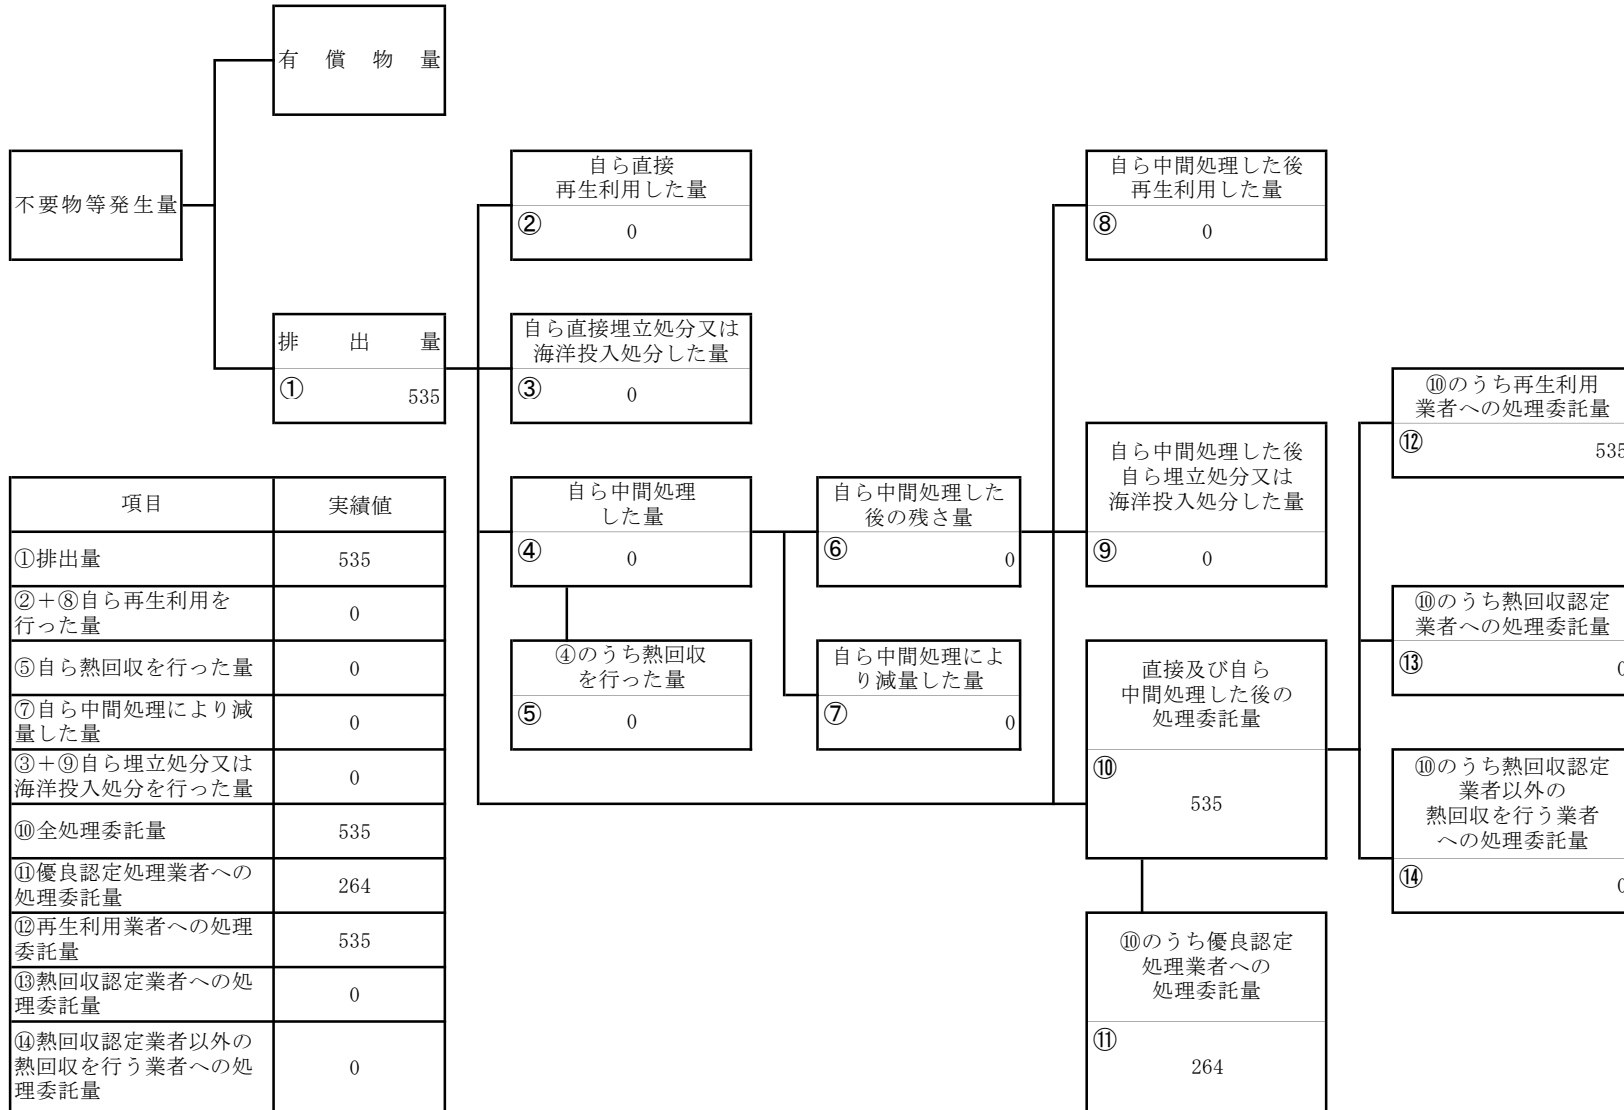 有償物量
不要物等発生量
排出量
① 535
自ら直接
再生利用した量
② 0
自ら直接埋立処分又は
海洋投入処分した量
③ 0
自ら中間処理
した量
④ 0
④のうち熱回収
を行った量
⑤ 0
自ら中間処理した
後の残さ量
⑥ 0
自ら中間処理によ
り減量した量
⑦ 0
自ら中間処理した後
再生利用した量
⑧ 0
自ら中間処理した後
自ら埋立処分又は
海洋投入処分した量
⑨ 0
直接及び自ら
中間処理した後の
処理委託量
⑩
535
⑩のうち優良認定
処理業者への
処理委託量
⑪
264
⑩のうち再生利用
業者への処理委託量
⑫ 535
⑩のうち熱回収認定
業者への処理委託量
⑬ 0
⑩のうち熱回収認定
業者以外の
熱回収を行う業者
への処理委託量
⑭ 0
項目 実績値
①排出量 535
②+⑧自ら再生利用を
行った量 0
⑤自ら熱回収を行った量 0
⑦自ら中間処理により減
量した量 0
③+⑨自ら埋立処分又は
海洋投入処分を行った量 0
⑩全処理委託量 535
⑪優良認定処理業者への
処理委託量 264
⑫再生利用業者への処理
委託量 535
⑬熱回収認定業者への処
理委託量 0
⑭熱回収認定業者以外の
熱回収を行う業者への処
理委託量 0